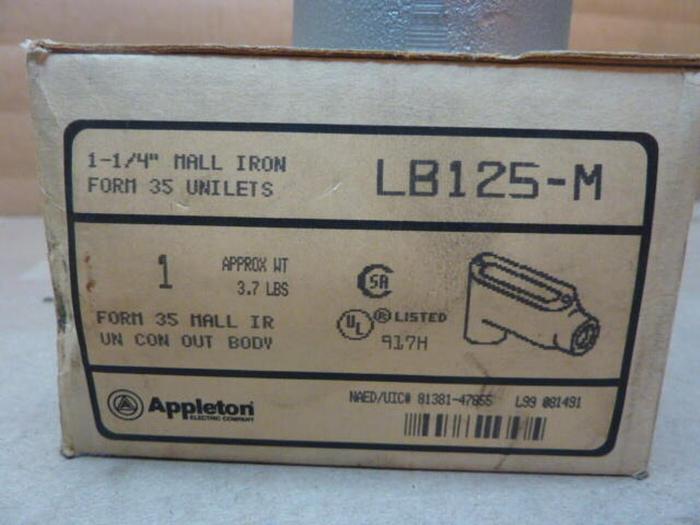 1-1/4" MALL IRON
FORM 35 UNILETS
LB125-M
1
APPROX WT
3.7 LBS
FORM 35 MALL IR
UN CON OUT BODY
SA
UL ® LISTED
917H
Appleton
ELECTRIC COMPANY
NAED/UIC# 81381-47855 L99 081491